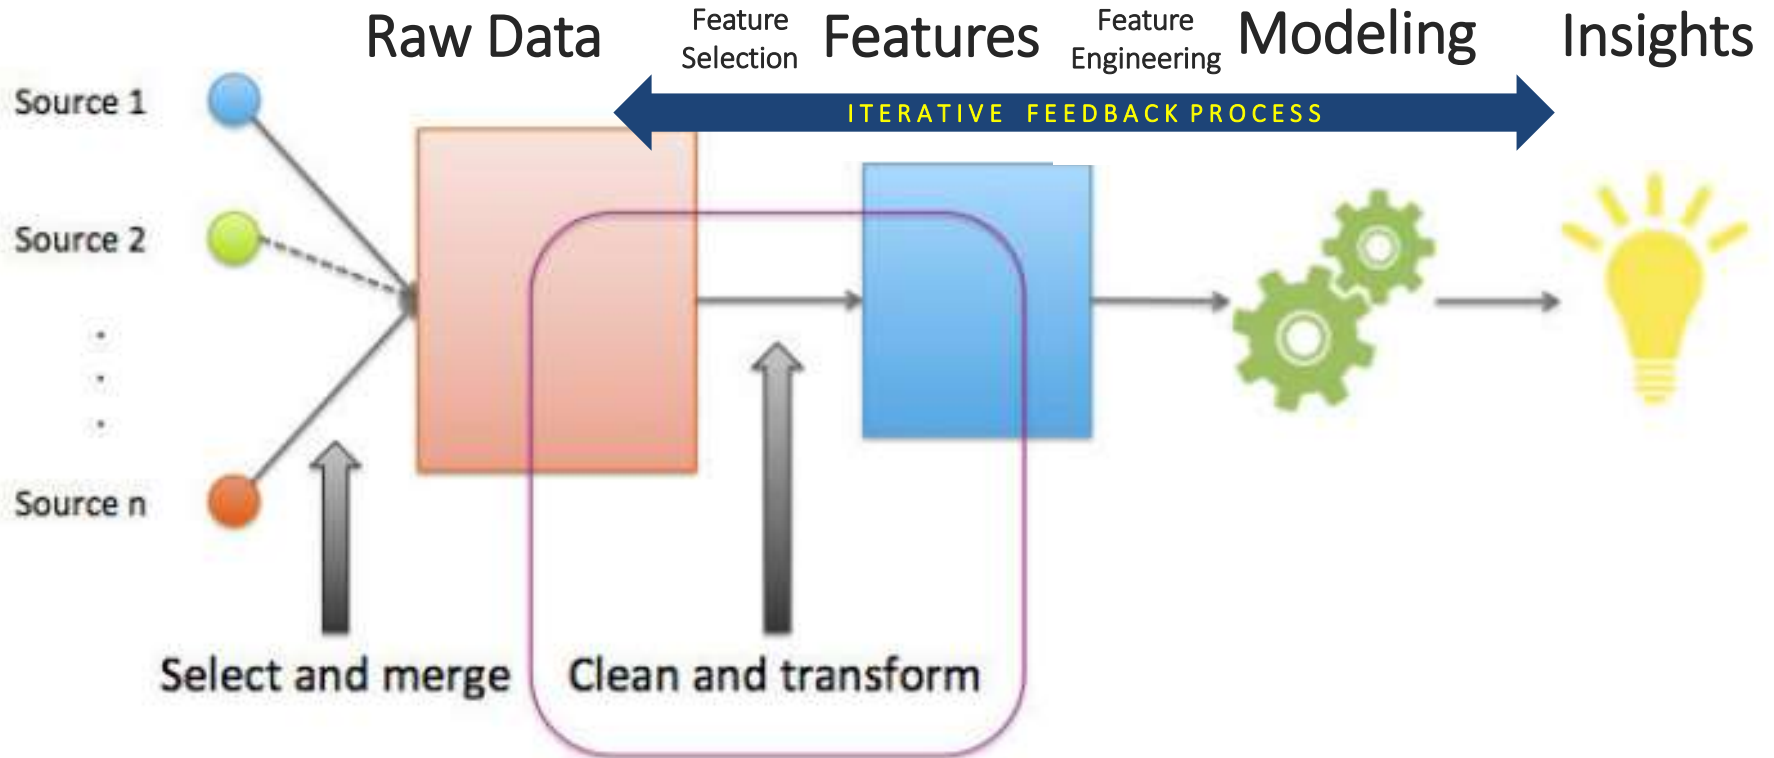 Raw Data
Feature
Selection
Features
Feature
Engineering
Modeling
Insights
ITERATIVE FEEDBACK PROCESS
Source 1
Source 2
.
.
.
Source n
Select and merge
Clean and transform